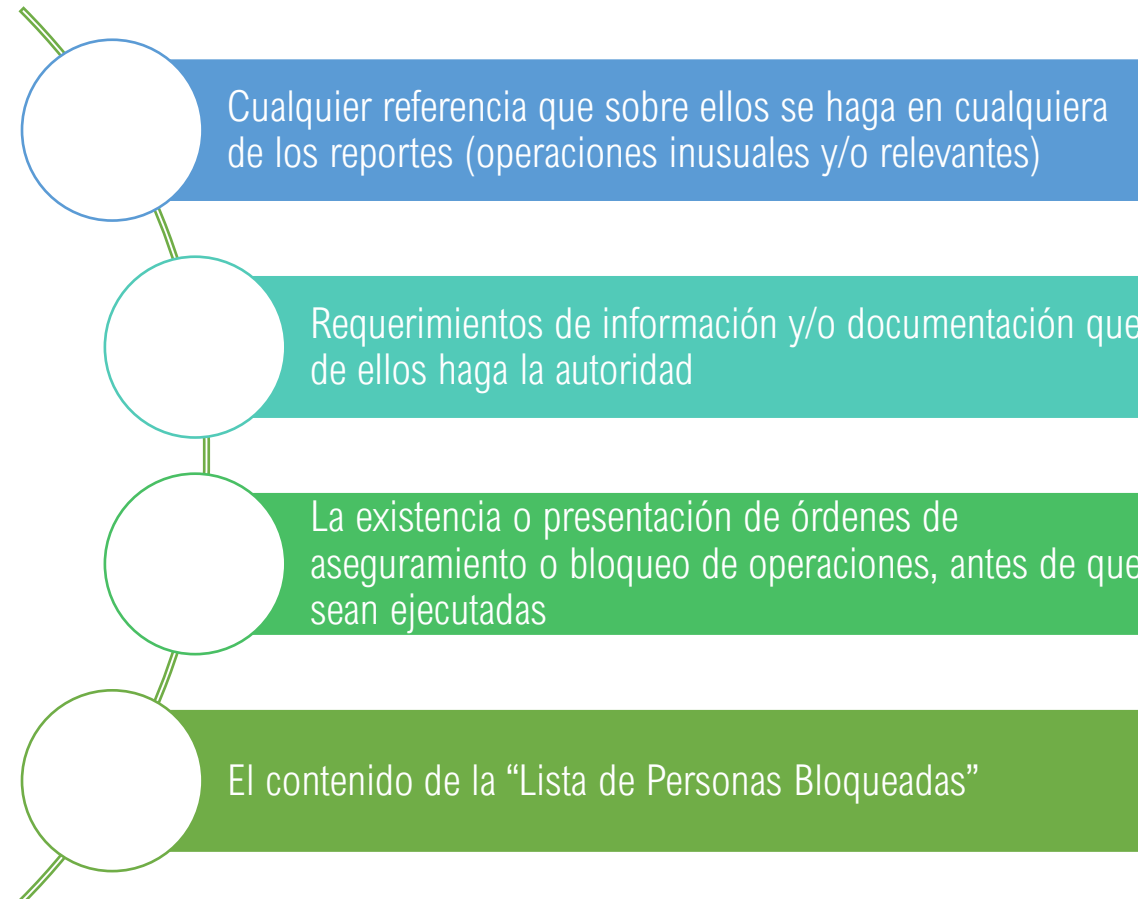 Cualquier referencia que sobre ellos se haga en cualquiera
de los reportes (operaciones inusuales y/o relevantes)
Requerimientos de información y/o documentación que
de ellos haga la autoridad
La existencia o presentación de órdenes de
aseguramiento o bloqueo de operaciones, antes de que
sean ejecutadas
El contenido de la “Lista de Personas Bloqueadas”